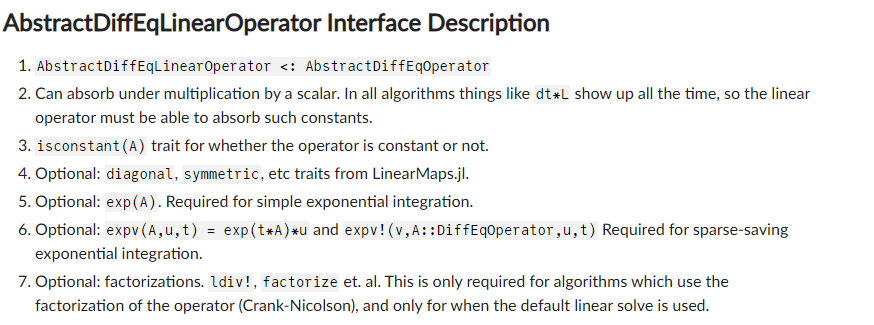 AbstractDiffEqLinearOperator Interface Description
1. AbstractDiffEqLinearOperator <: AbstractDiffEqOperator
2. Can absorb under multiplication by a scalar. In all algorithms things like dt*L show up all the time, so the linear
operator must be able to absorb such constants.
3. isconstant(A) trait for whether the operator is constant or not.
4. Optional: diagonal, symmetric, etc traits from LinearMaps.jl.
5. Optional: exp(A). Required for simple exponential integration.
6. Optional: expv(A,u,t) = exp(t*A)*u and expv!(v,A::DiffEqOperator,u,t) Required for sparse-saving
exponential integration.
7. Optional: factorizations. ldiv!, factorize et. al. This is only required for algorithms which use the
factorization of the operator (Crank-Nicolson), and only for when the default linear solve is used.